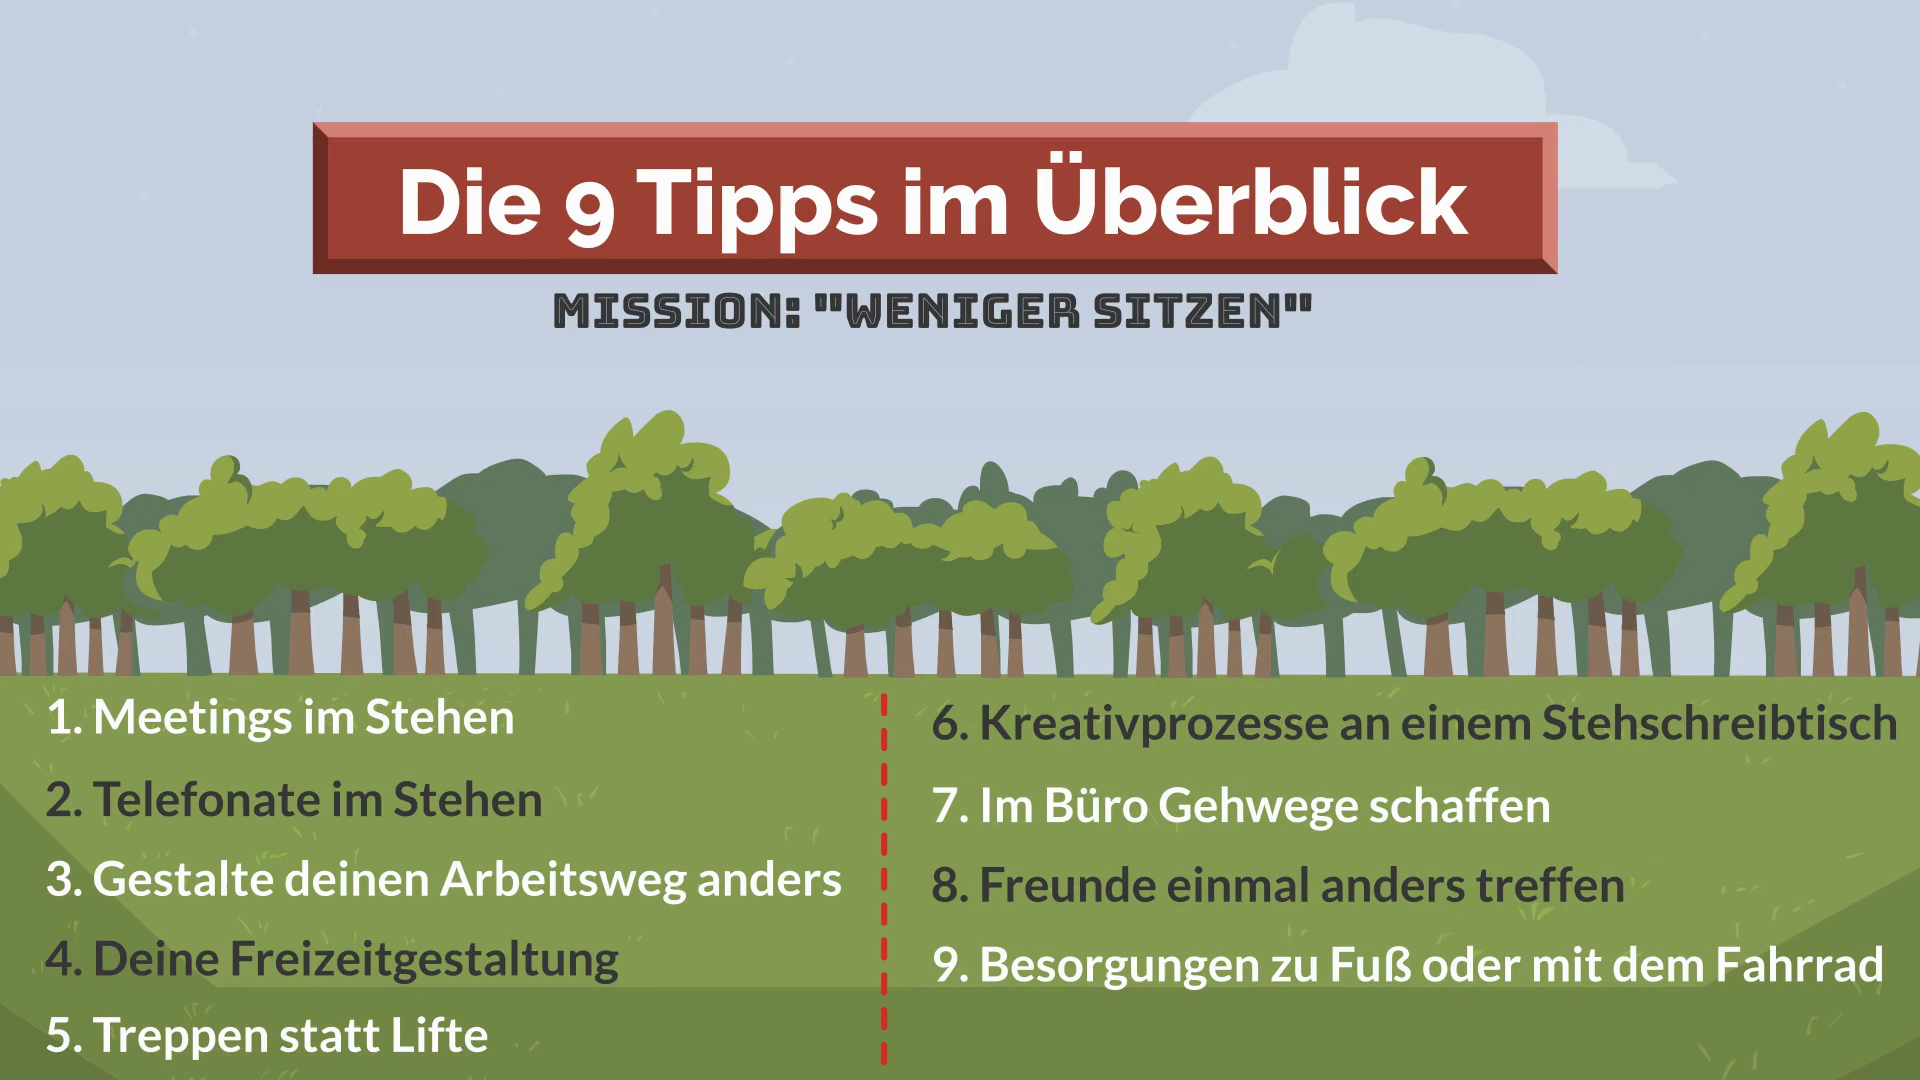 Die 9 Tipps im Überblick
MISSION: "WENIGER SITZEN"
1. Meetings im Stehen
2. Telefonate im Stehen
3. Gestalte deinen Arbeitsweg anders
4. Deine Freizeitgestaltung
5. Treppen statt Lifte
6. Kreativprozesse an einem Stehschreibtisch
7. Im Büro Gehwege schaffen
8. Freunde einmal anders treffen
9. Besorgungen zu Fuß oder mit dem Fahrrad